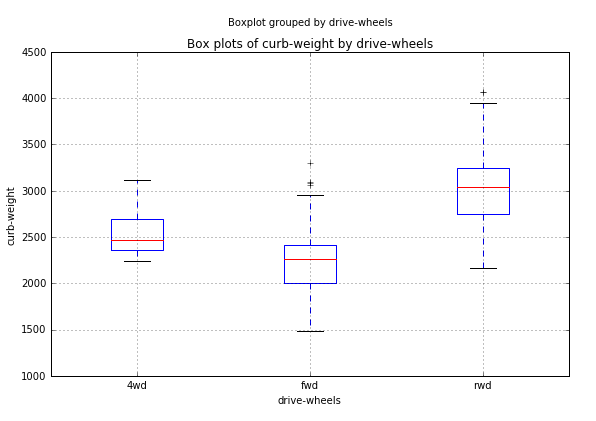 Boxplot grouped by drive-wheels
Box plots of curb-weight by drive-wheels
4500
4000
3500
3000
2500
2000
1500
1000
curb-weight
4wd fwd rwd
drive-wheels